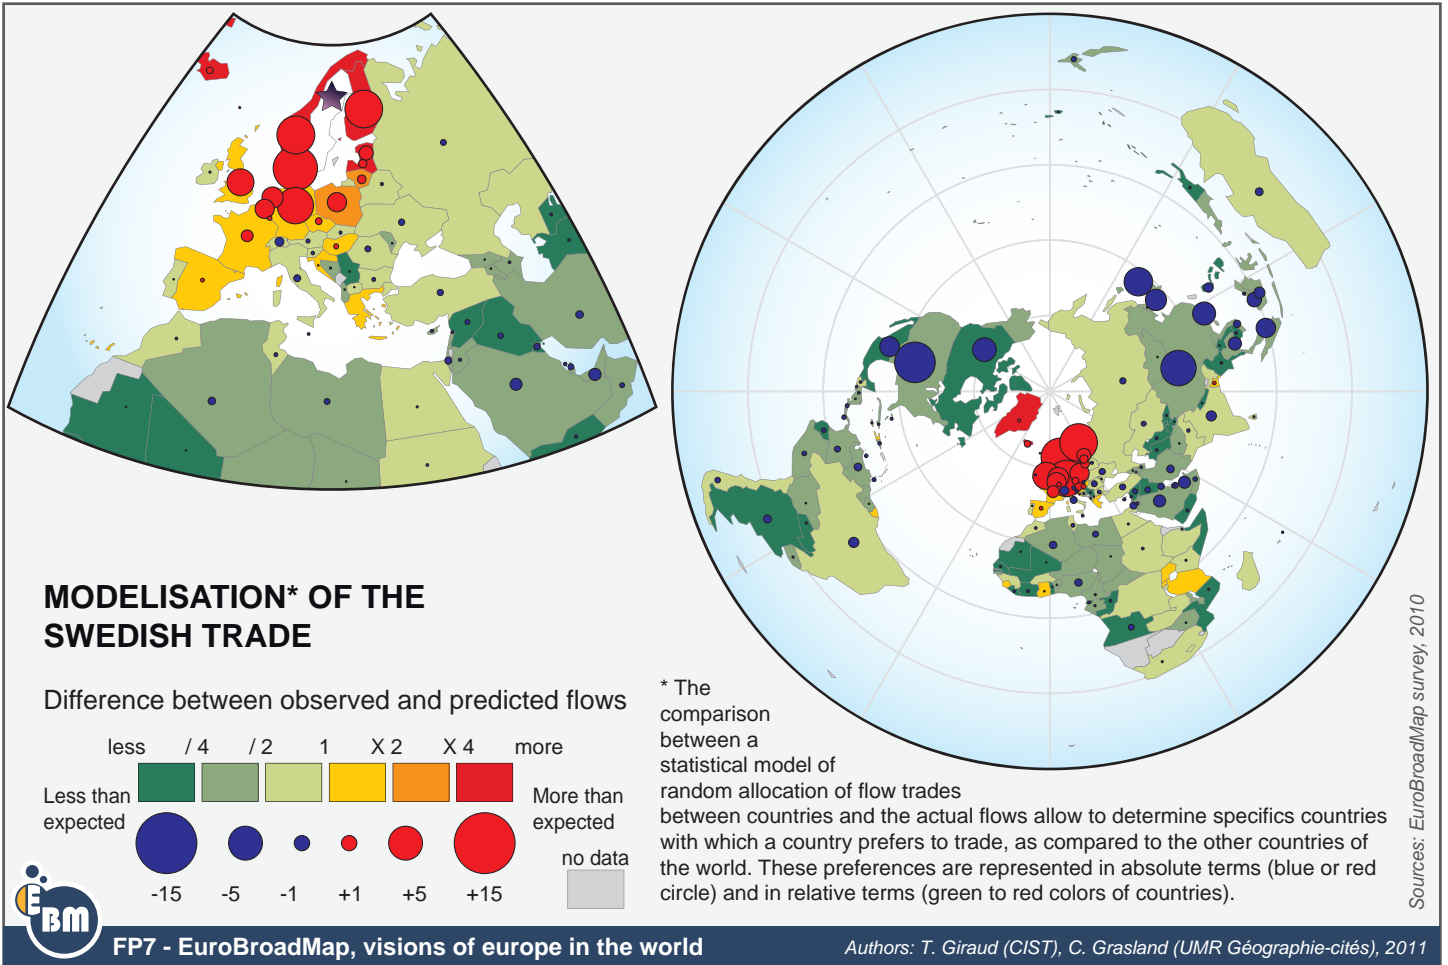 MODELISATION* OF THE
SWEDISH TRADE
Difference between observed and predicted flows
less / 4 / 2 1 X 2 X 4 more
Less than
expected
More than
expected
-15 -5 -1 +1 +5 +15
no data
* The
comparison
between a
statistical model of
random allocation of flow trades
between countries and the actual flows allow to determine specifics countries
with which a country prefers to trade, as compared to the other countries of
the world. These preferences are represented in absolute terms (blue or red
circle) and in relative terms (green to red colors of countries).
Sources: EuroBroadMap survey, 2010
EBM
FP7 - EuroBroadMap, visions of europe in the world
Authors: T. Giraud (CIST), C. Grasland (UMR Géographie-cités), 2011